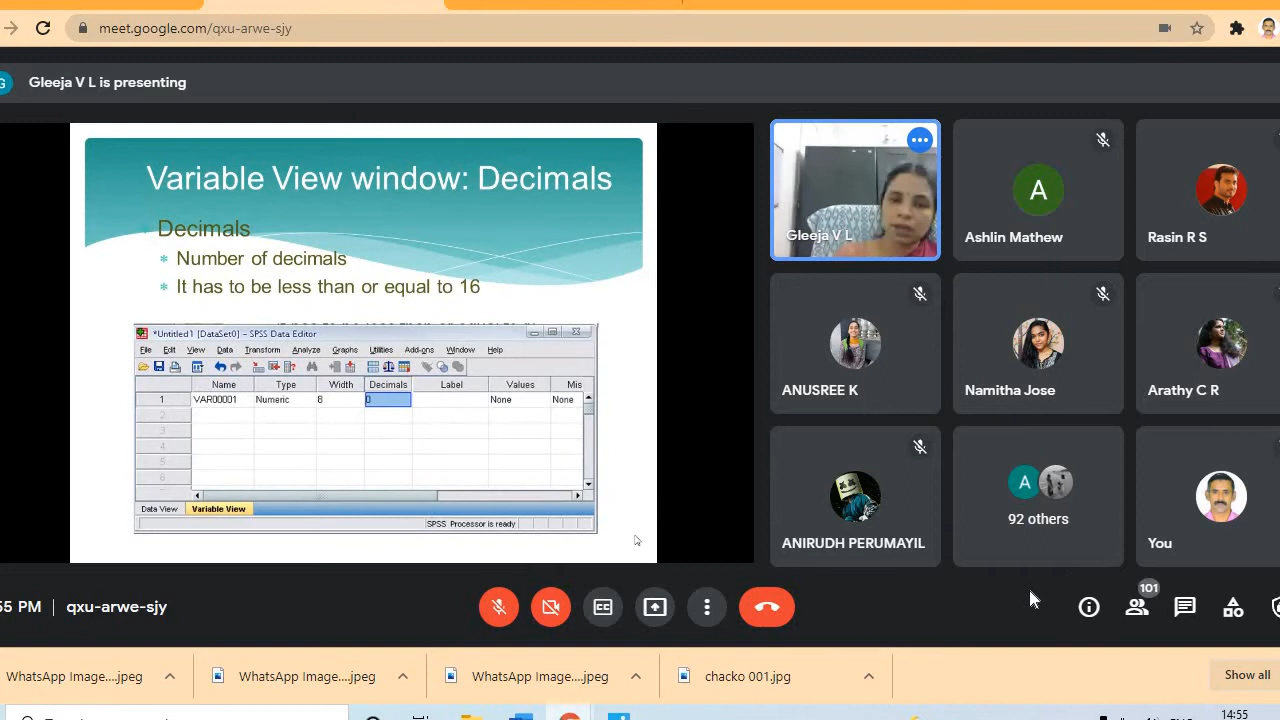 meet.google.com/qxu-arwe-sjy
G
Gleeja V L is presenting
Variable View window: Decimals
Decimals
* Number of decimals
* It has to be less than or equal to 16
*Untitled1 [DataSet0] – SPSS Data Editor
File Edit View Data Transform Analyze Graphs Utilities Add-ons Window Help
Name Type Width Decimals Label Values Mis
1 VAR00001 Numeric 8 0 None None
2
3
4
5
6
Data View Variable View
SPSS Processor is ready
Gleeja V L
A
Ashlin Mathew
Rasin R S
ANUSREE K
Namitha Jose
Arathy C R
ANIRUDH PERUMAYIL
A
92 others
You
55 PM | qxu-arwe-sjy
101
WhatsApp Image....jpeg
WhatsApp Image....jpeg
WhatsApp Image....jpeg
chacko 001.jpg
Show all
14:55